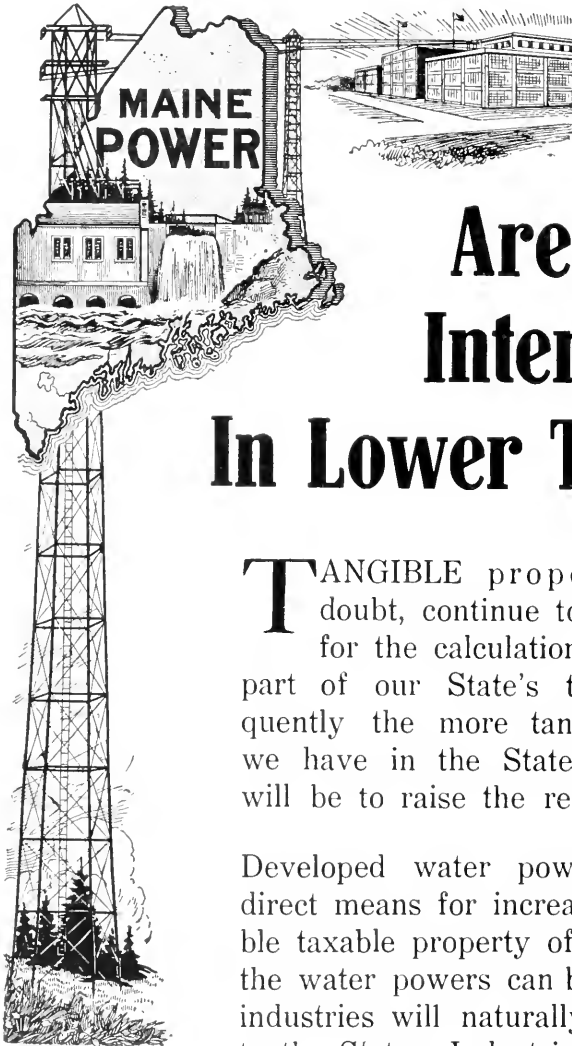 MAINE
POWER
Are
Inter
In Lower T
TANGIBLE prope
doubt, continue to
for the calculation
part of our State's t
quently the more tan
we have in the State
will be to raise the re
Developed water pow
direct means for increa
ble taxable property of
the water powers can b
industries will naturally